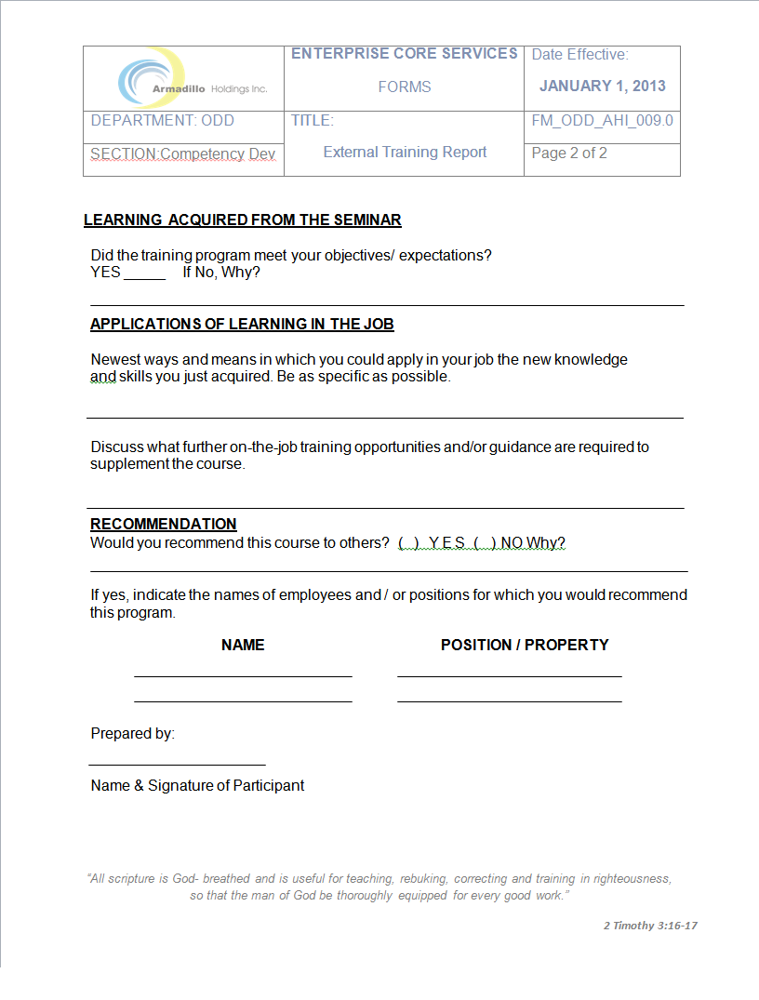 Armadillo Holdings Inc.
ENTERPRISE CORE SERVICES
FORMS
Date Effective:
JANUARY 1, 2013
DEPARTMENT: ODD
TITLE:
External Training Report
FM_ODD_AHI_009.0
SECTION:Competency Dev
Page 2 of 2
LEARNING ACQUIRED FROM THE SEMINAR
Did the training program meet your objectives/ expectations?
YES _____ If No, Why?
APPLICATIONS OF LEARNING IN THE JOB
Newest ways and means in which you could apply in your job the new knowledge
and skills you just acquired. Be as specific as possible.
Discuss what further on-the-job training opportunities and/or guidance are required to
supplement the course.
RECOMMENDATION
Would you recommend this course to others? ( ) Y E S ( ) NO Why?
If yes, indicate the names of employees and / or positions for which you would recommend
this program.
NAME POSITION / PROPERTY
Prepared by:
Name & Signature of Participant
"All scripture is God- breathed and is useful for teaching, rebuking, correcting and training in righteousness,
so that the man of God be thoroughly equipped for every good work."
2 Timothy 3:16-17